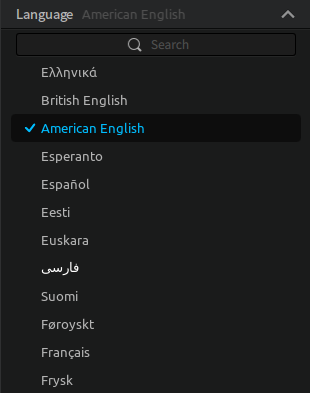 Language American English
Search
Ελληνικά
British English
American English
Esperanto
Español
Eesti
Euskara
فارسی
Suomi
Føroyskt
Français
Frysk